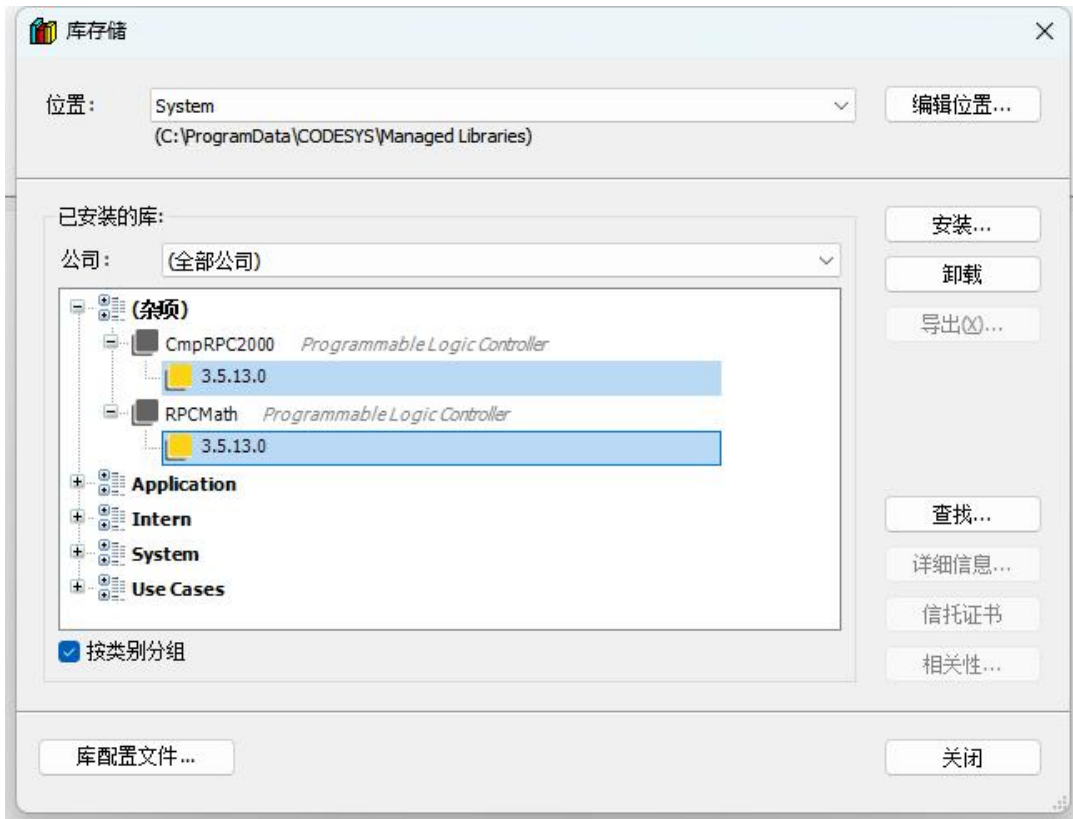 库存储
位置: System 编辑位置...
(C:\ProgramData\CODESYS\Managed Libraries)
已安装的库: 安装...
公司: (全部公司)
卸载
(杂项)
导出(X)...
CmpRPC2000 Programmable Logic Controller
3.5.13.0
RPCMath Programmable Logic Controller
3.5.13.0
Application
Intern 查找...
System
详细信息...
Use Cases
信托证书
按类别分组
相关性...
库配置文件... 关闭